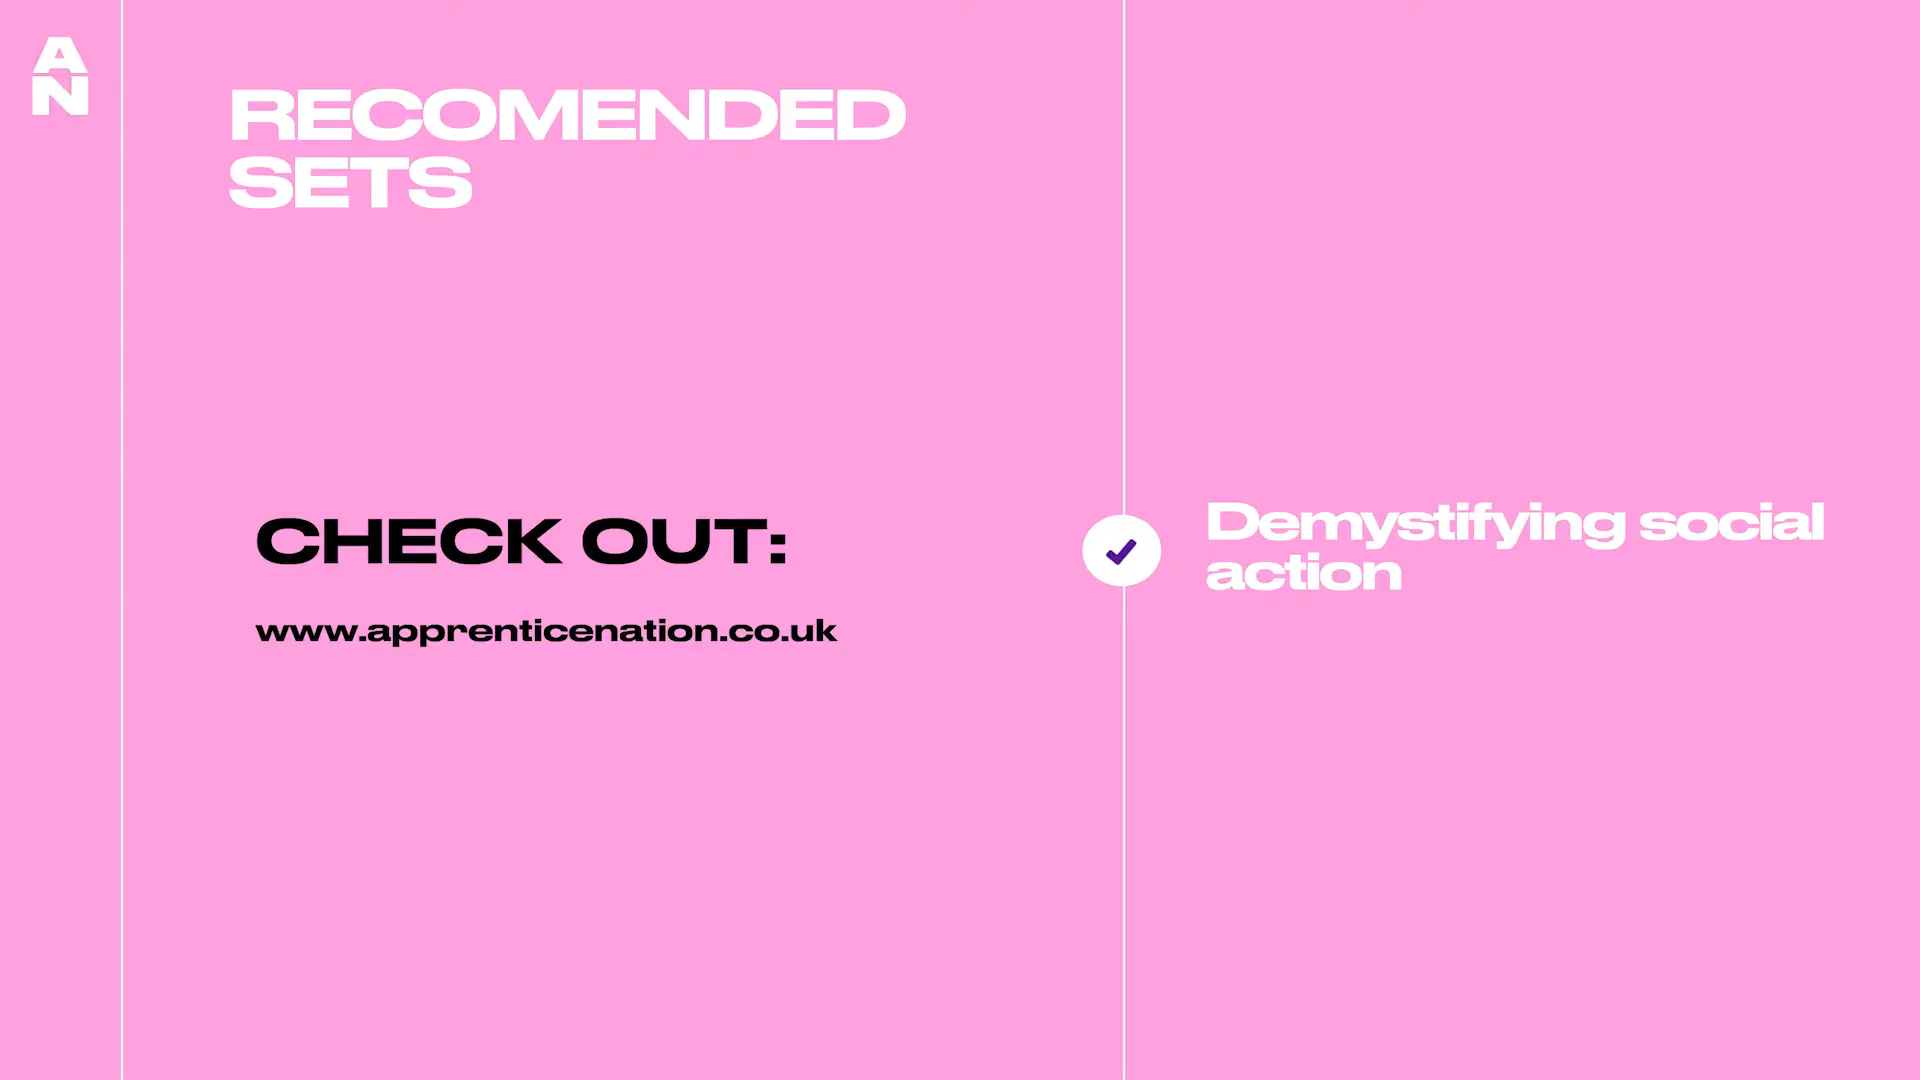 A
N
RECOMENDED
SETS
CHECK OUT:
www.apprenticenation.co.uk
Demystifying social
action